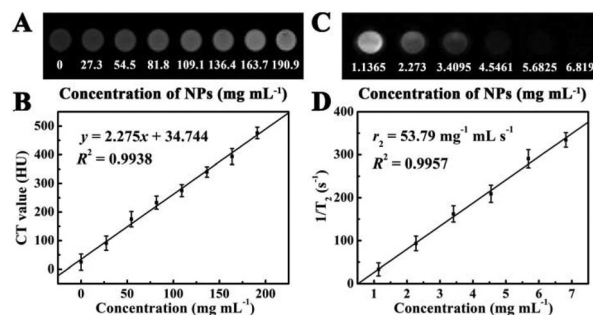 A
0 27.3 54.5 81.8 109.1 136.4 163.7 190.9
Concentration of NPs (mg mL⁻¹)
B
y = 2.275x + 34.744
R² = 0.9938
CT value (HU)
500
400
300
200
100
0
0 50 100 150 200
Concentration (mg mL⁻¹)
C
1.1365 2.273 3.4095 4.5461 5.6825 6.819
Concentration of NPs (mg mL⁻¹)
D
r₂ = 53.79 mg⁻¹ mL s⁻¹
R² = 0.9957
1/T₂ (s⁻¹)
400
300
200
100
0
1 2 3 4 5 6 7
Concentration (mg mL⁻¹)